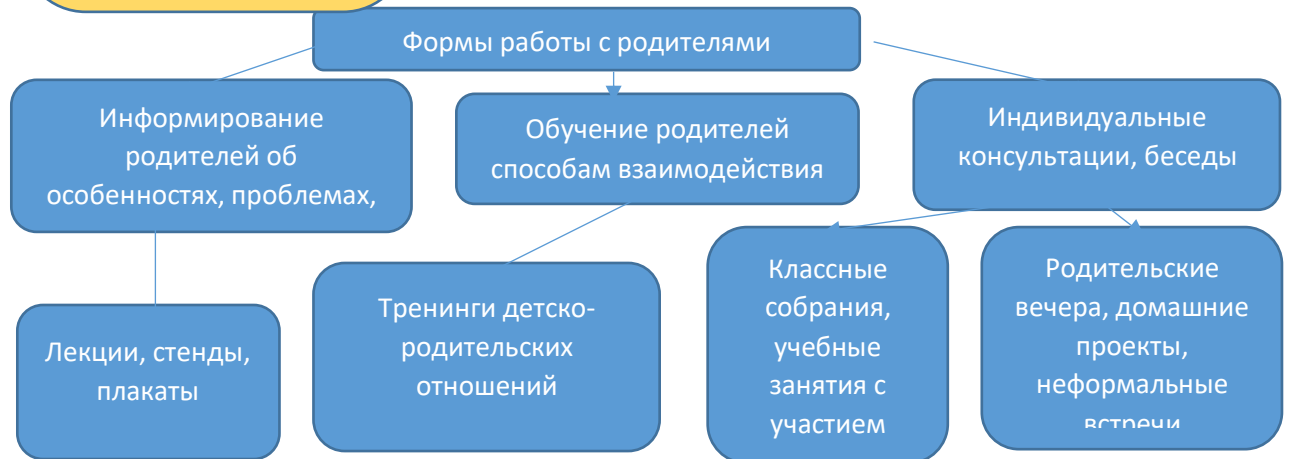 Формы работы с родителями
Информирование
родителей об
особенностях, проблемах,
Обучение родителей
способам взаимодействия
Индивидуальные
консультации, беседы
Лекции, стенды,
плакаты
Тренинги детско-
родительских
отношений
Классные
собрания,
учебные
занятия с
участием
Родительские
вечера, домашние
проекты,
неформальные
встречи